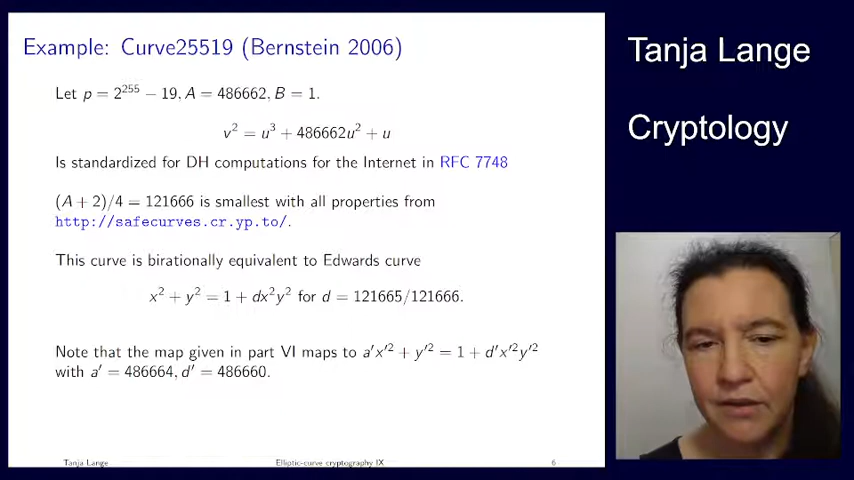 Example: Curve25519 (Bernstein 2006)
Let p = 2^255 − 19, A = 486662, B = 1.
v^2 = u^3 + 486662u^2 + u
Is standardized for DH computations for the Internet in RFC 7748
(A + 2)/4 = 121666 is smallest with all properties from
http://safecurves.cr.yp.to/.
This curve is birationally equivalent to Edwards curve
x^2 + y^2 = 1 + dx^2y^2 for d = 121665/121666.
Note that the map given in part VI maps to a′x′^2 + y′^2 = 1 + d′x′^2y′^2
with a′ = 486664, d′ = 486660.
Tanja Lange Elliptic-curve cryptography IX 6
Tanja Lange
Cryptology